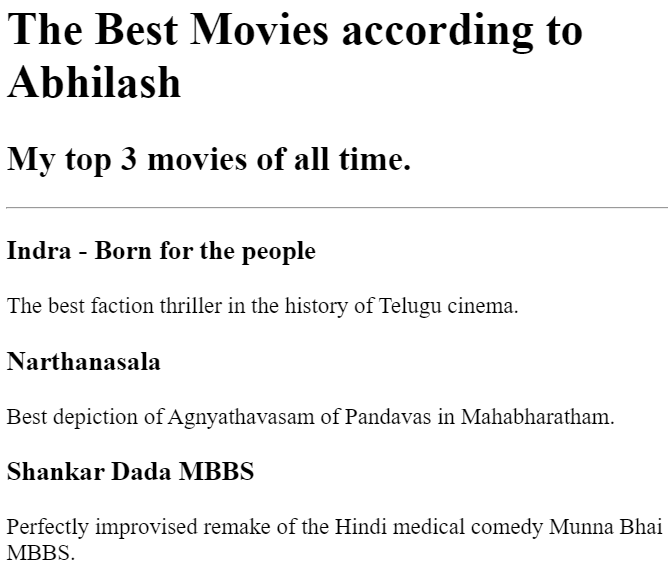 The Best Movies according to
Abhilash
My top 3 movies of all time.
Indra - Born for the people
The best faction thriller in the history of Telugu cinema.
Narthanasala
Best depiction of Agnyathavasam of Pandavas in Mahabharatham.
Shankar Dada MBBS
Perfectly improvised remake of the Hindi medical comedy Munna Bhai
MBBS.